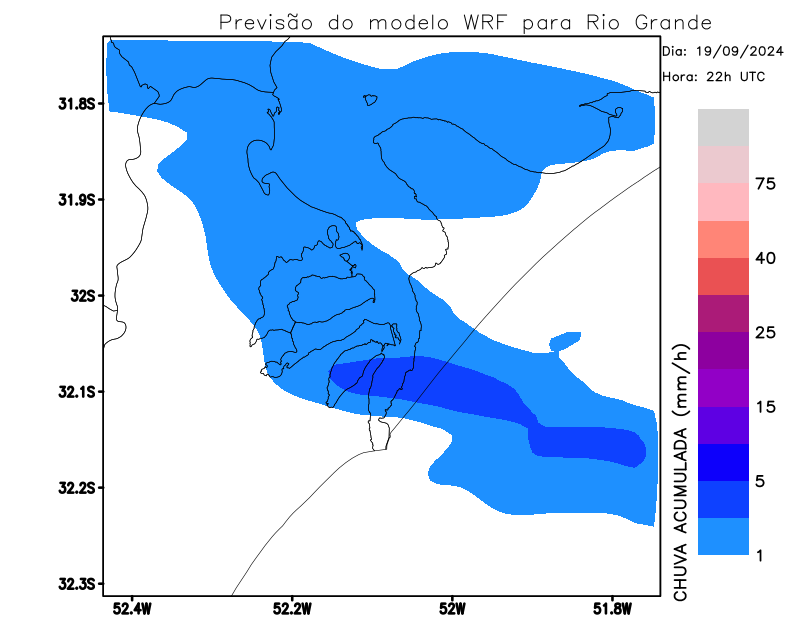 Previsão do modelo WRF para Rio Grande
Dia: 19/09/2024
Hora: 22h UTC
31.8S
31.9S
32S
32.1S
32.2S
32.3S
52.4W
52.2W
52W
51.8W
75
40
25
15
5
1
CHUVA ACUMULADA (mm/h)